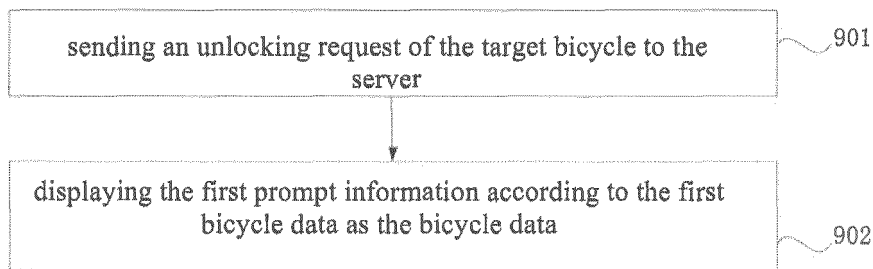 sending an unlocking request of the target bicycle to the
server
901
displaying the first prompt information according to the first
bicycle data as the bicycle data
902